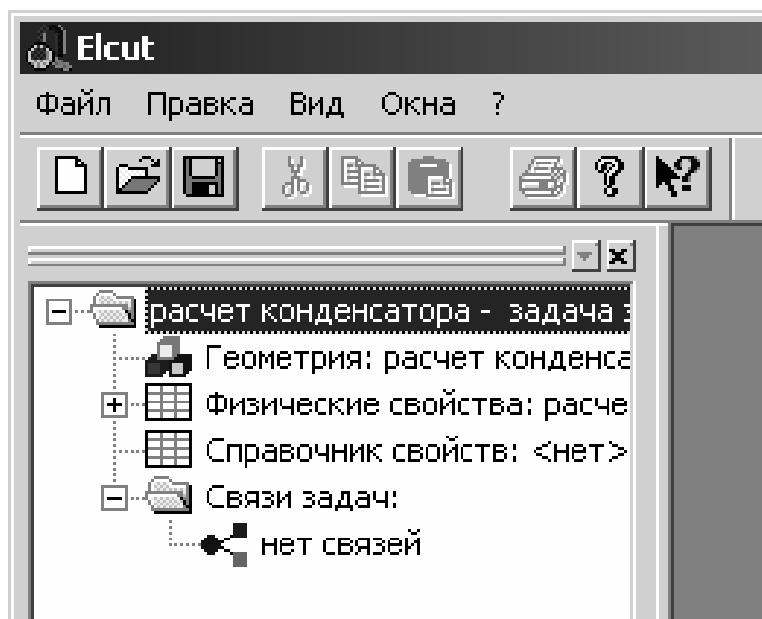 Elcut
Файл Правка Вид Окна ?
расчет конденсатора - задача
Геометрия: расчет конденса
Физические свойства: расче
Справочник свойств: <нет>
Связи задач:
нет связей